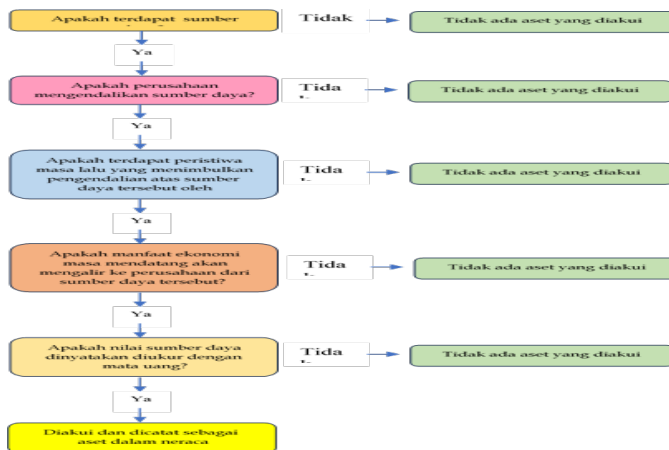 Apakah terdapat sumber
Tidak
Tidak ada aset yang diakui
Ya
Apakah perusahaan
mengendalikan sumber daya?
Tida
Tidak ada aset yang diakui
Ya
Apakah terdapat peristiwa
masa lalu yang menimbulkan
pengendalian atas sumber
daya tersebut oleh
Tida
Tidak ada aset yang diakui
Ya
Apakah manfaat ekonomi
masa mendatang akan
mengalir ke perusahaan dari
sumber daya tersebut?
Tida
Tidak ada aset yang diakui
Ya
Apakah nilai sumber daya
dinyatakan diukur dengan
mata uang?
Tida
Tidak ada aset yang diakui
Ya
Diakui dan dicatat sebagai
aset dalam neraca